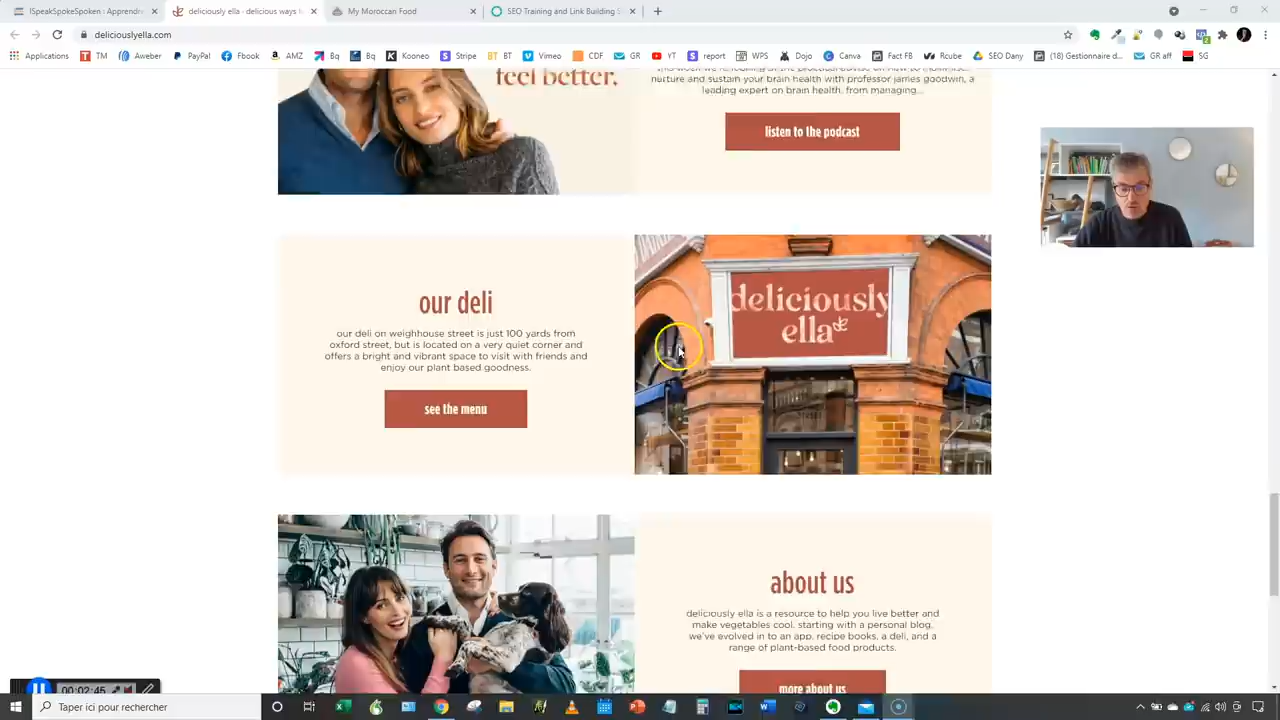 ISpeakSpokeSpoken : Apprendre
deliciously ella - delicious ways
My Moroccan Food
SEO Training and Link Building S
deliciouslyella.com
Applications
TM
Aweber
PayPal
Fbook
AMZ
Bq
Bq
Kooneo
Stripe
BT
Vimeo
CDF
GR
YT
report
WPS
Dojo
Canva
Fact FB
Rcube
SEO Dany
(18) Gestionnaire d...
GR aff
SG
feel better.
nurture and sustain your brain health with professor james goodwin, a
leading expert on brain health. from managing...
listen to the podcast
our deli
our deli on weighhouse street is just 100 yards from
oxford street, but is located on a very quiet corner and
offers a bright and vibrant space to visit with friends and
enjoy our plant based goodness.
see the menu
deliciously
ella
about us
deliciously ella is a resource to help you live better and
make vegetables cool. starting with a personal blog,
we've evolved in to an app, recipe books, a deli, and a
range of plant-based food products.
more about us
00:02:45
Taper ici pour rechercher